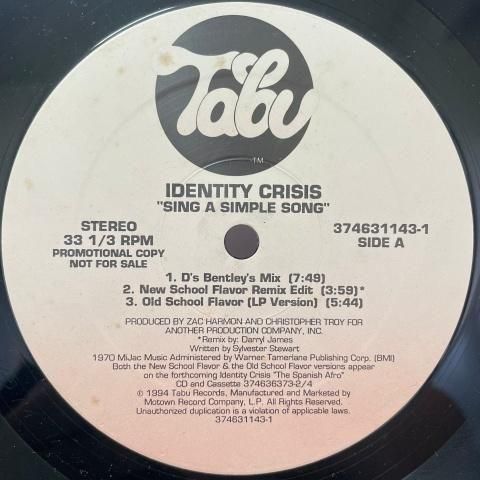 Tabu
TM
IDENTITY CRISIS
"SING A SIMPLE SONG"
STEREO
33 1/3 RPM
PROMOTIONAL COPY
NOT FOR SALE
374631143-1
SIDE A
1. D's Bentley's Mix (7:49)
2. New School Flavor Remix Edit (3:59)*
3. Old School Flavor (LP Version) (5:44)
PRODUCED BY ZAC HARMON AND CHRISTOPHER TROY FOR
ANOTHER PRODUCTION COMPANY, INC.
*Remix by: Darryl James
Written by Sylvester Stewart
1970 MiJac Music Administered by Warner Tamerlane Publishing Corp. (BMI)
Both the New School Flavor & the Old School Flavor versions appear
on the forthcoming Identity Crisis "The Spanish Afro"
CD and Cassette 374636373-2/4
℗ © 1994 Tabu Records, Manufactured and Marketed by
Motown Record Company, L.P. All Rights Reserved.
Unauthorized duplication is a violation of applicable laws.
374631143-1